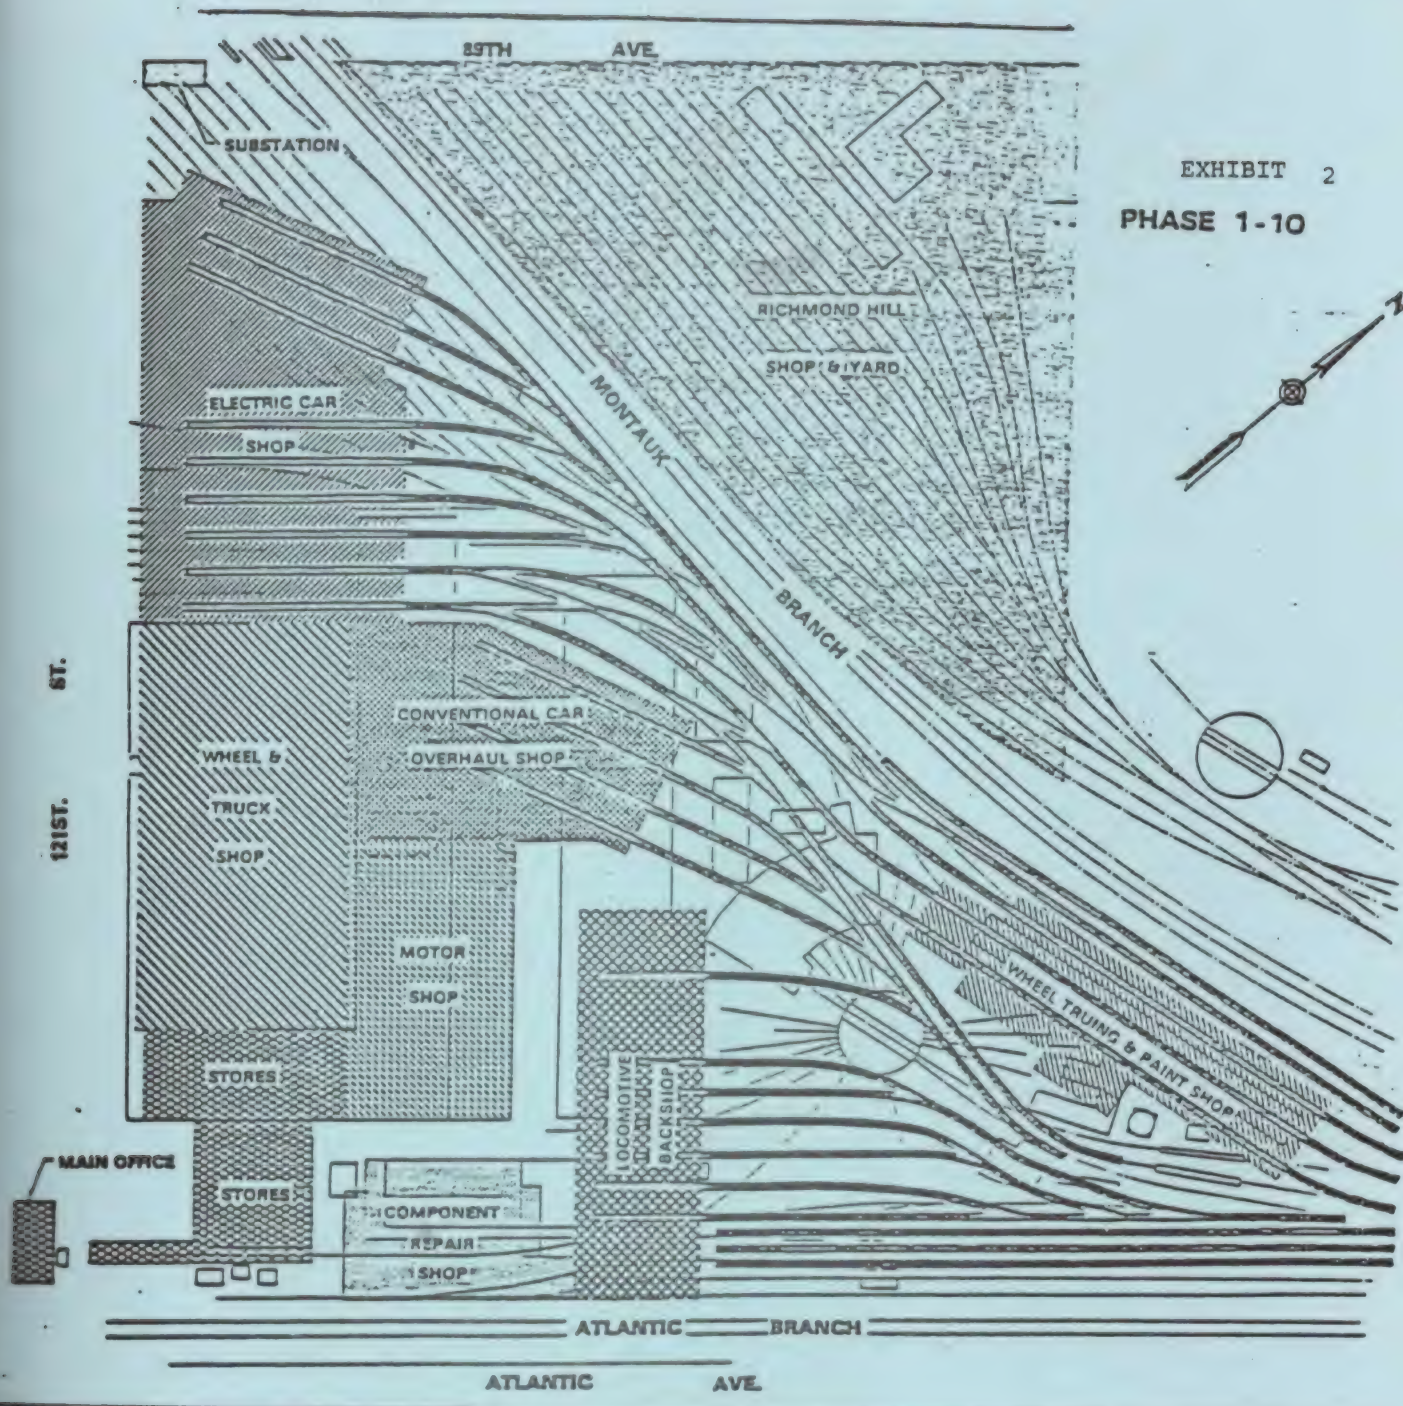 89TH AVE.
SUBSTATION
EXHIBIT 2
PHASE 1-10
N
RICHMOND HILL
SHOP & YARD
MONTAUK BRANCH
ELECTRIC CAR
SHOP
121ST. ST.
CONVENTIONAL CAR
OVERHAUL SHOP
WHEEL &
TRUCK
SHOP
MOTOR
SHOP
WHEEL TRUING & PAINT SHOP
LOCOMOTIVE
BACKSHOP
STORES
MAIN OFFICE
STORES
COMPONENT
REPAIR
SHOP
ATLANTIC BRANCH
ATLANTIC AVE.